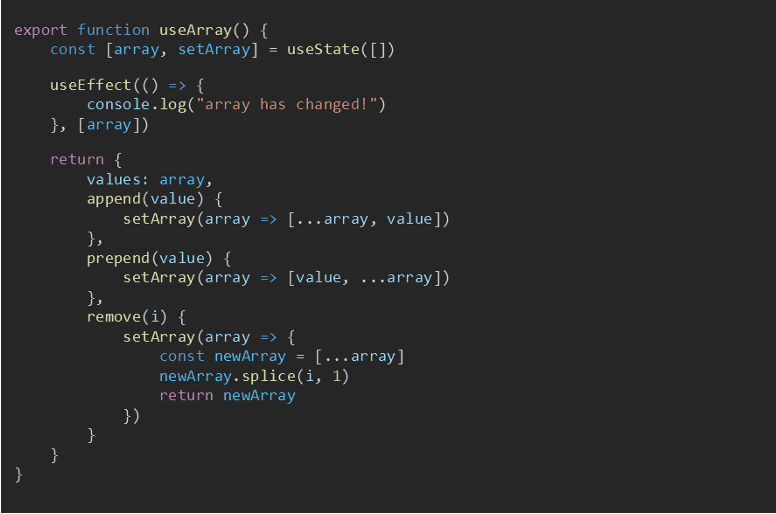 export function useArray() {
    const [array, setArray] = useState([])

    useEffect(() => {
        console.log("array has changed!")
    }, [array])

    return {
        values: array,
        append(value) {
            setArray(array => [...array, value])
        },
        prepend(value) {
            setArray(array => [value, ...array])
        },
        remove(i) {
            setArray(array => {
                const newArray = [...array]
                newArray.splice(i, 1)
                return newArray
            })
        }
    }
}